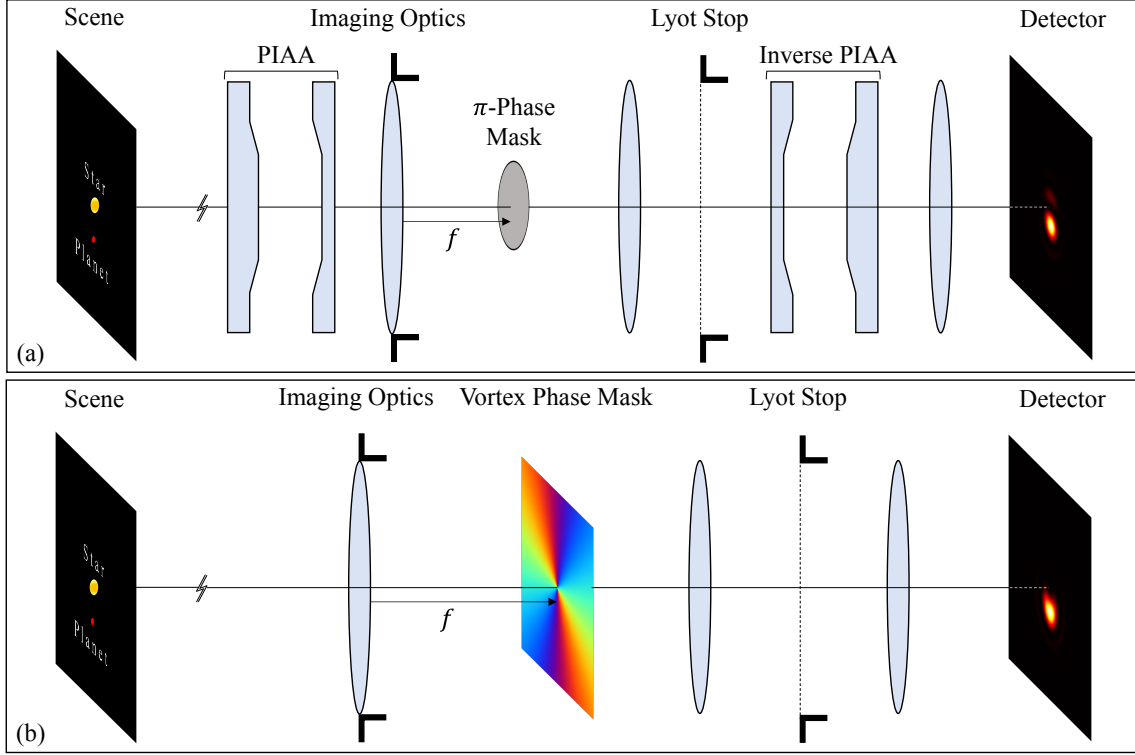 Scene
Imaging Optics
Lyot Stop
Detector
PIAA
Inverse PIAA
π-Phase
Mask
Star
Planet
f
(a)
Scene
Imaging Optics
Vortex Phase Mask
Lyot Stop
Detector
Star
Planet
f
(b)